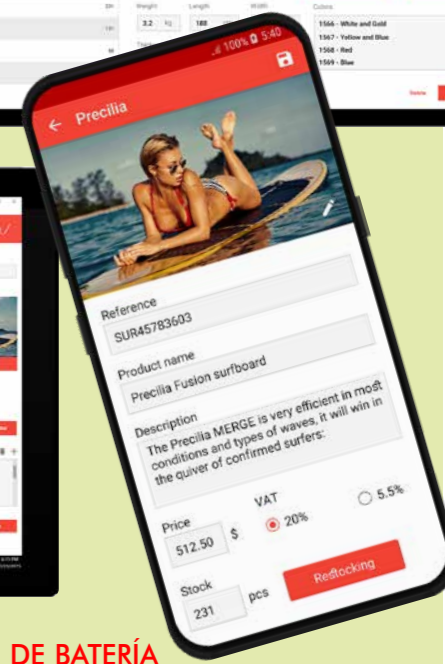 Weight
Length
Width
Colors
3.2 kg
188
1566 - White and Gold
1567 - Yellow and Blue
1568 - Red
1569 - Blue
Delete
100% 5:40
← Precilia
Reference
SUR45783603
Product name
Precilia Fusion surfboard
Description
The Precilia MERGE is very efficient in most
conditions and types of waves, it will win in
the quiver of confirmed surfers:
Price
VAT
512.50 $
20%
5.5%
Stock
231 pcs
Restocking
DE BATERÍA